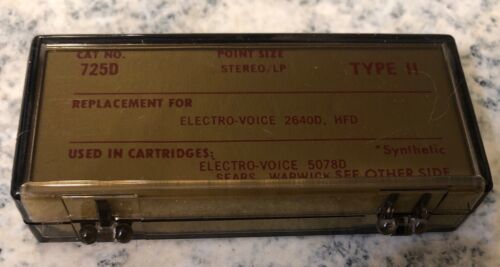 CAT NO. POINT SIZE
725D STEREO/LP TYPE II
REPLACEMENT FOR
ELECTRO-VOICE 2640D, HFD
USED IN CARTRIDGES: *Synthetic
ELECTRO-VOICE 5078D
SEARS, WARWICK SEE OTHER SIDE